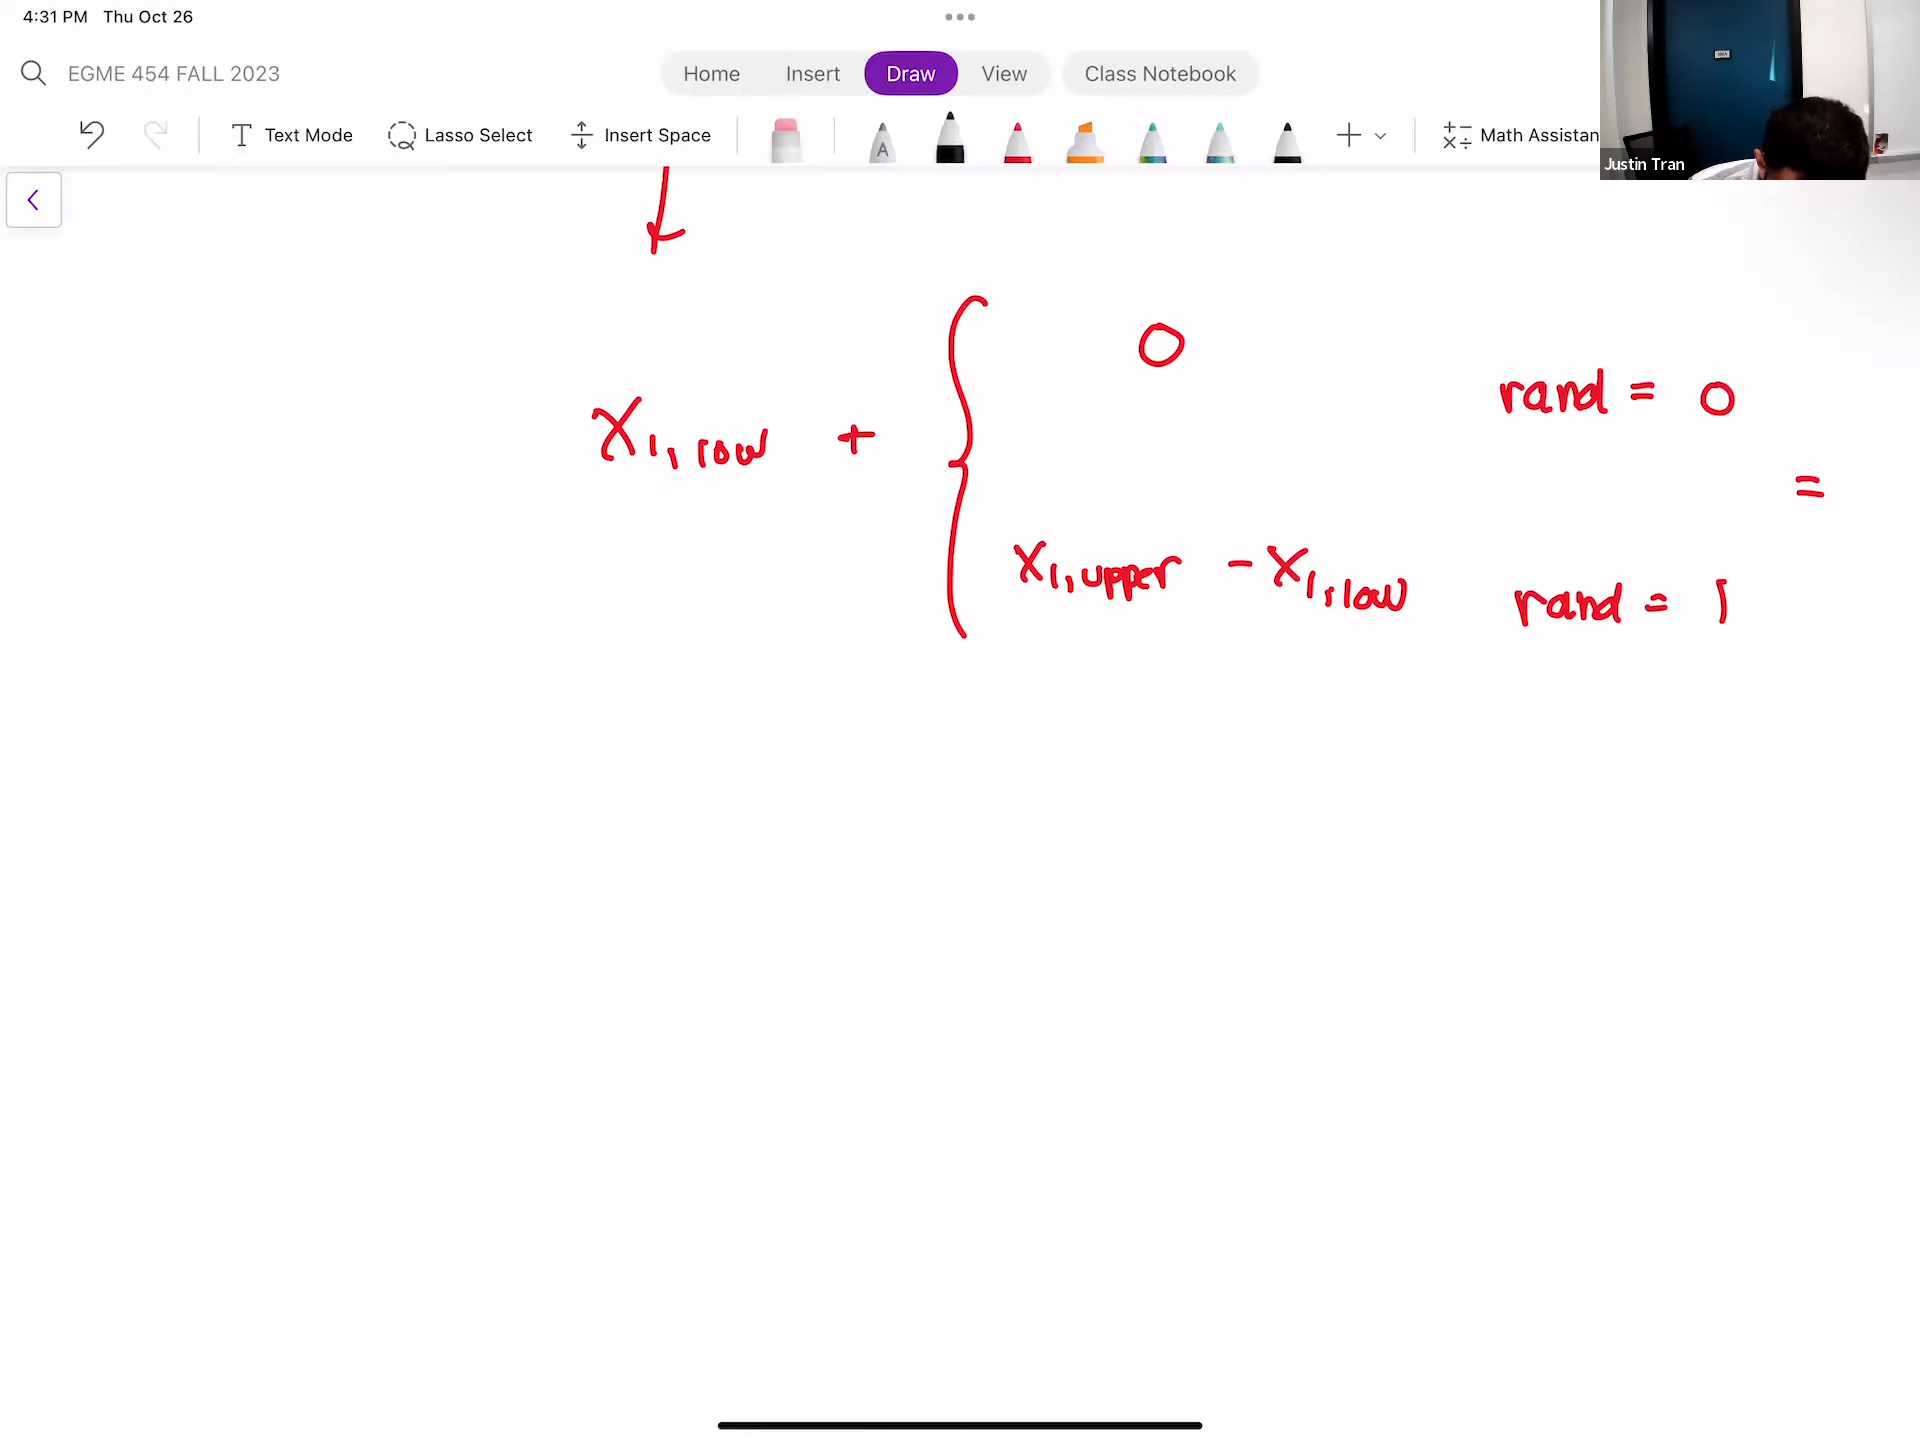 4:31 PM Thu Oct 26
EGME 454 FALL 2023
Home Insert Draw View Class Notebook
Text Mode Lasso Select Insert Space A Math Assistan
Justin Tran
0
rand = 0
x1, low +
=
x1, upper - x1, low rand = 1